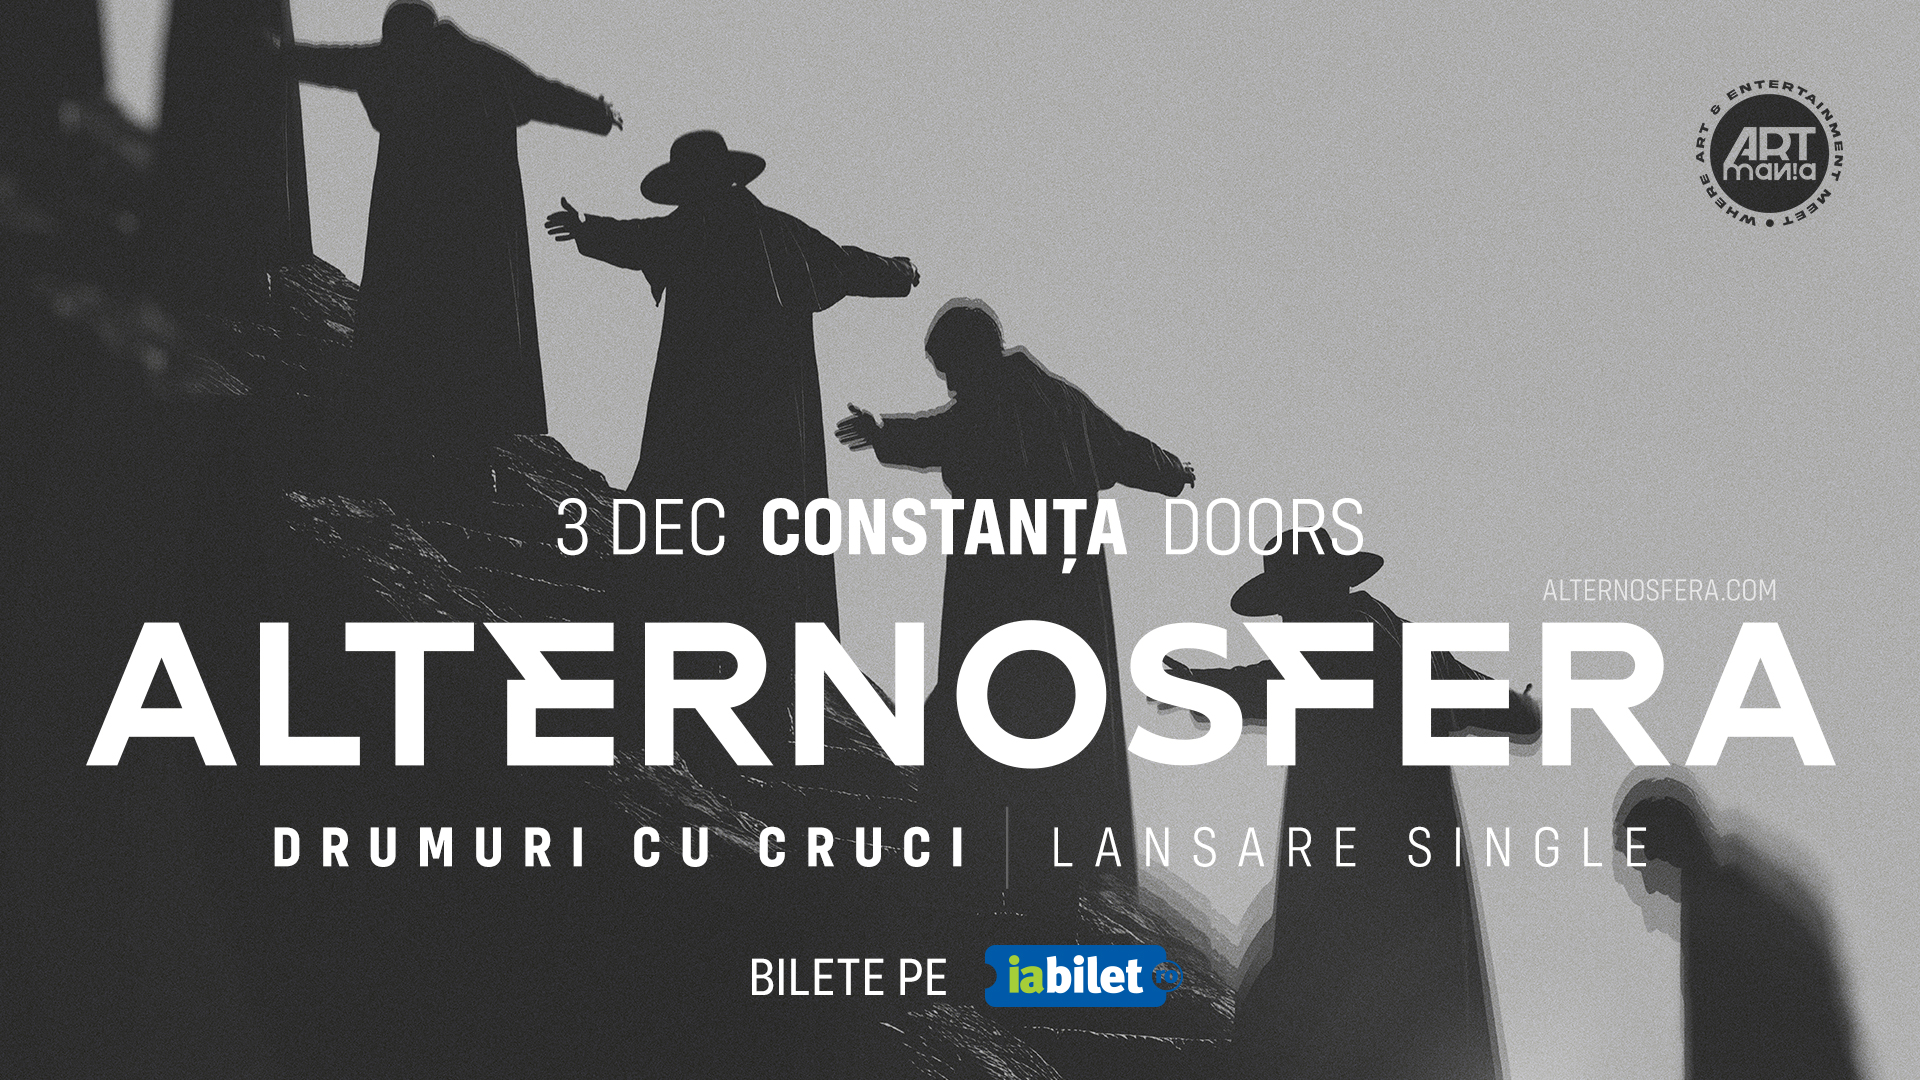 WHERE ART & ENTERTAINMENT MEET •
ART
mania
3 DEC CONSTANȚA DOORS
ALTERNOSFERA.COM
ALTERNOSFERA
DRUMURI CU CRUCI | LANSARE SINGLE
BILETE PE iabilet.ro